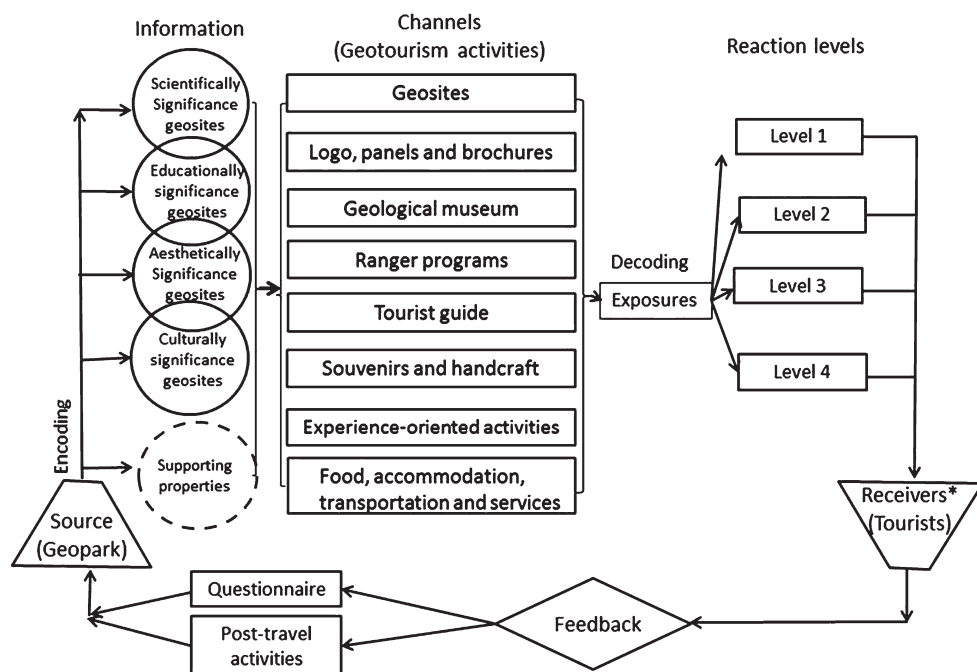 Information
Channels
(Geotourism activities)
Reaction levels
Scientifically
Significance
geosites
Educationally
significance
geosites
Aesthetically
Significance
geosites
Culturally
significance
geosites
Supporting
properties
Encoding
Source
(Geopark)
Geosites
Logo, panels and brochures
Geological museum
Ranger programs
Tourist guide
Souvenirs and handcraft
Experience-oriented activities
Food, accommodation,
transportation and services
Decoding
Exposures
Level 1
Level 2
Level 3
Level 4
Receivers*
(Tourists)
Feedback
Questionnaire
Post-travel
activities